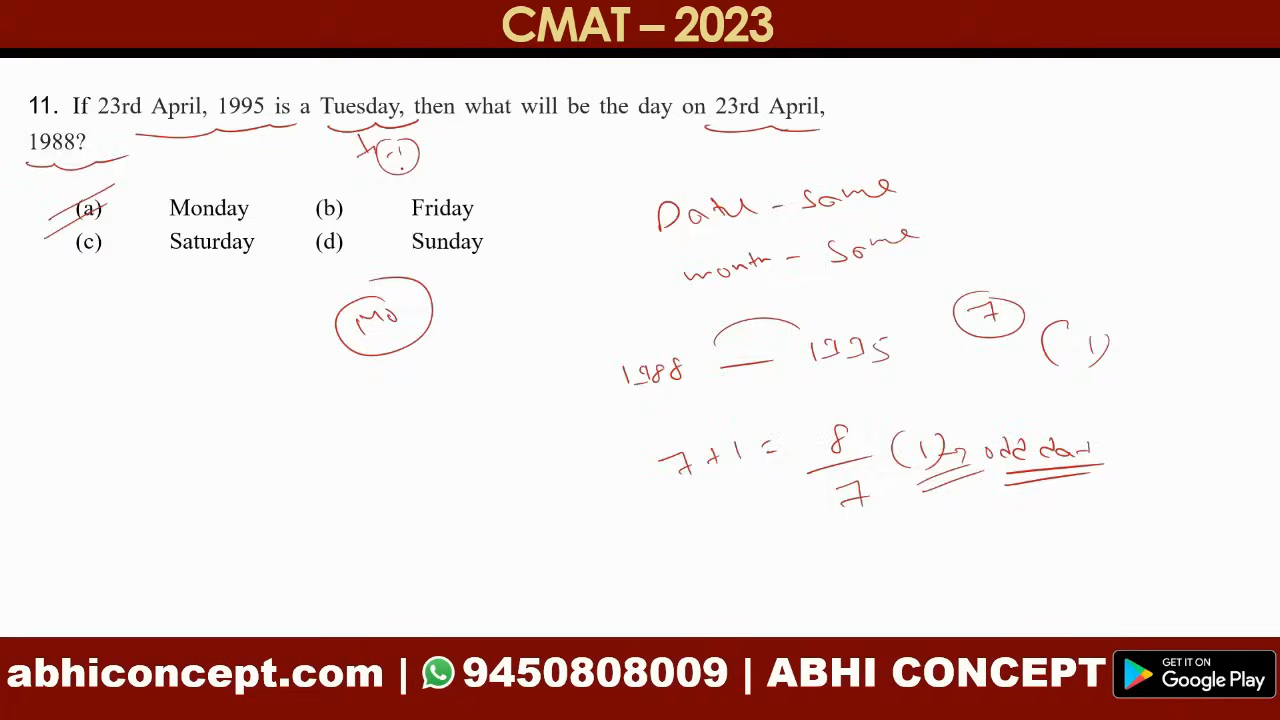 CMAT – 2023
11. If 23rd April, 1995 is a Tuesday, then what will be the day on 23rd April,
1988?
-1
(a) Monday (b) Friday
(c) Saturday (d) Sunday
Date - Same
month - Same
Mo
7
(1)
1988 — 1995
7 + 1 = 8/7 (1) → odd day
abhiconcept.com | 9450808009 | ABHI CONCEPT
GET IT ON
Google Play